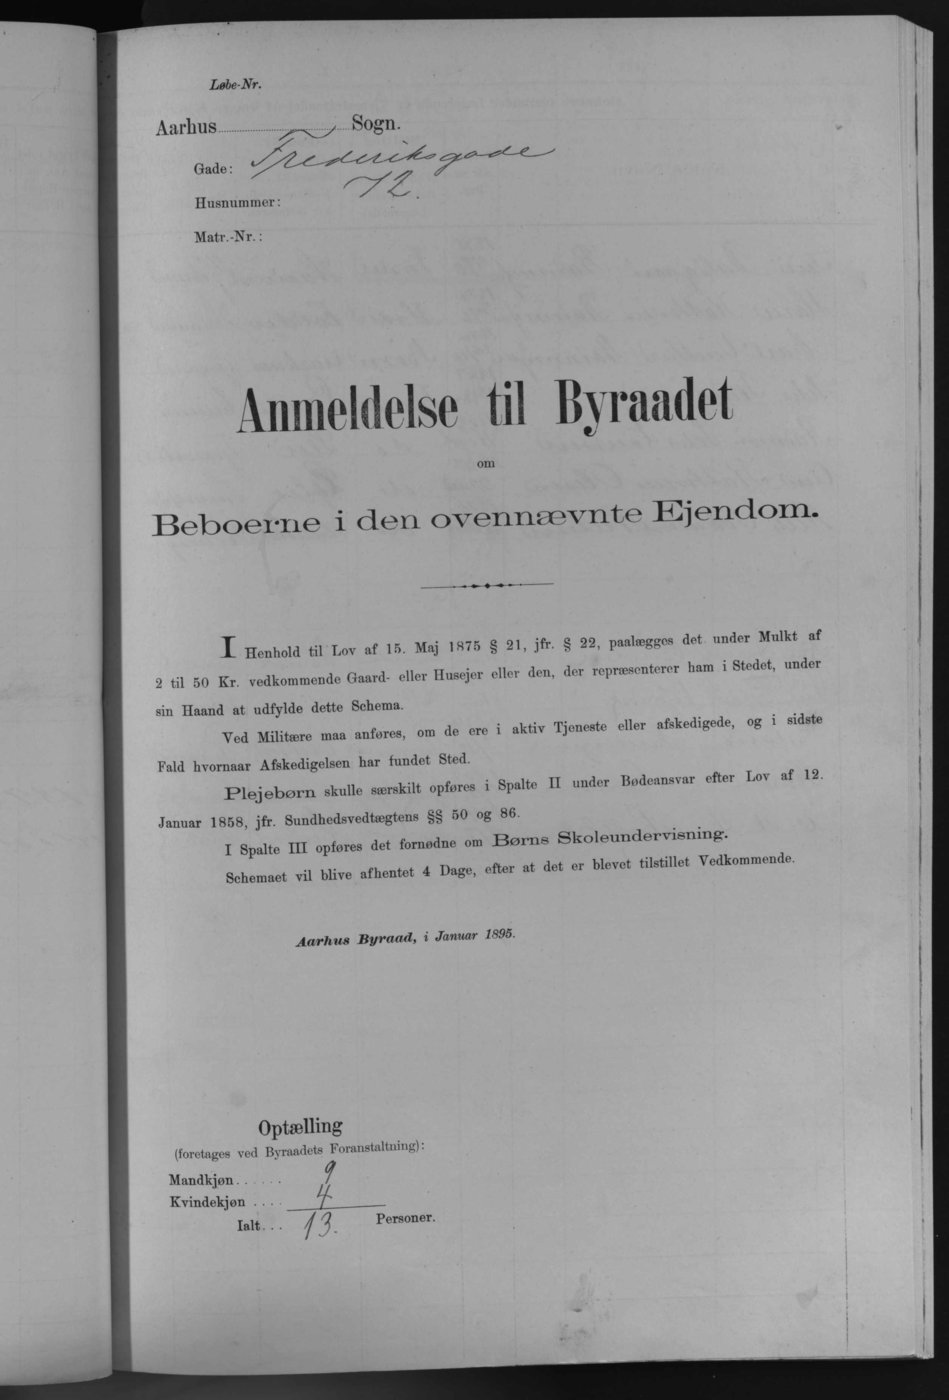 Løbe-Nr.
Aarhus Sogn.
Gade: Frederiksgade
Husnummer: 72.
Matr.-Nr.:
Anmeldelse til Byraadet
om
Beboerne i den ovennævnte Ejendom.
I Henhold til Lov af 15. Maj 1875 § 21, jfr. § 22, paalægges det under Mulkt af
2 til 50 Kr. vedkommende Gaard- eller Husejer eller den, der repræsenterer ham i Stedet, under
sin Haand at udfylde dette Schema.
Ved Militære maa anføres, om de ere i aktiv Tjeneste eller afskedigede, og i sidste
Fald hvornaar Afskedigelsen har fundet Sted.
Plejebørn skulle særskilt opføres i Spalte II under Bødeansvar efter Lov af 12.
Januar 1858, jfr. Sundhedsvedtægtens §§ 50 og 86.
I Spalte III opføres det fornødne om Børns Skoleundervisning.
Schemaet vil blive afhentet 4 Dage, efter at det er blevet tilstillet Vedkommende.
Aarhus Byraad, i Januar 1895.
Optælling
(foretages ved Byraadets Foranstaltning):
Mandkjøn...... 9
Kvindekjøn .... 4
Ialt... 13. Personer.